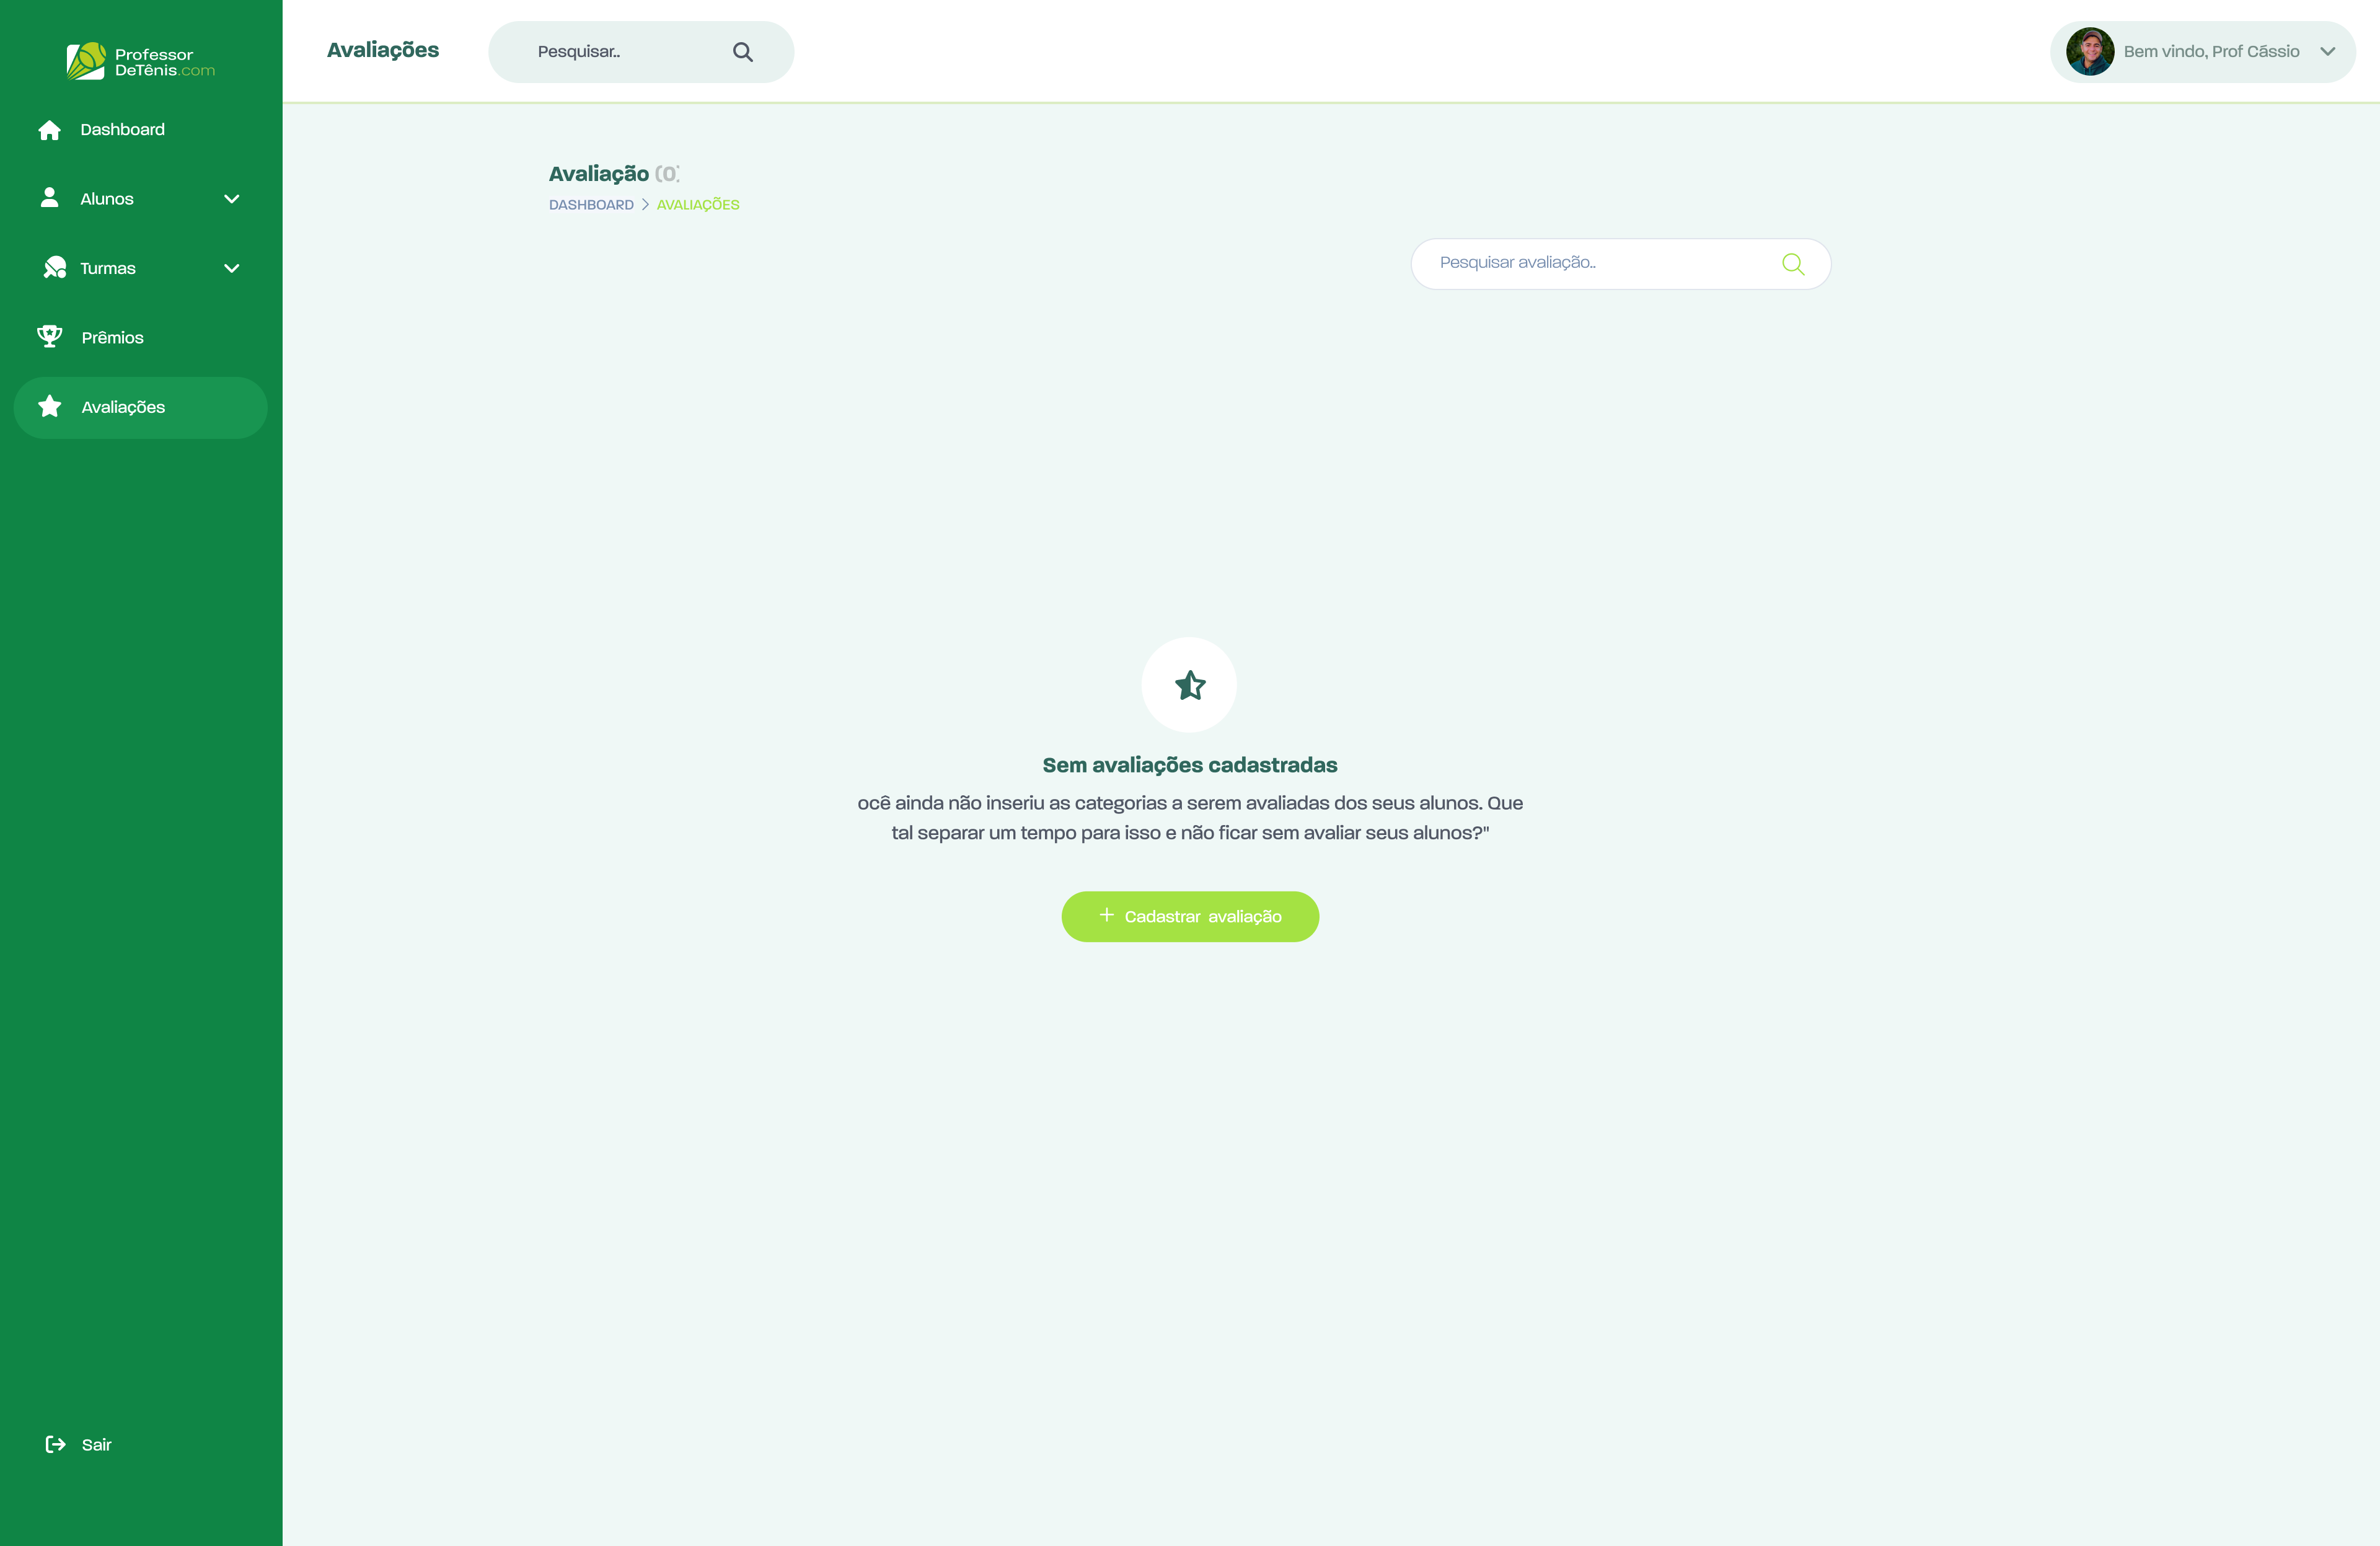 Professor
DeTênis.com
Avaliações
Pesquisar..
Bem vindo, Prof Cássio
Dashboard
Alunos
Turmas
Prêmios
Avaliações
Avaliação (0)
DASHBOARD > AVALIAÇÕES
Pesquisar avaliação..
Sem avaliações cadastradas
ocê ainda não inseriu as categorias a serem avaliadas dos seus alunos. Que
tal separar um tempo para isso e não ficar sem avaliar seus alunos?"
+ Cadastrar avaliação
Sair